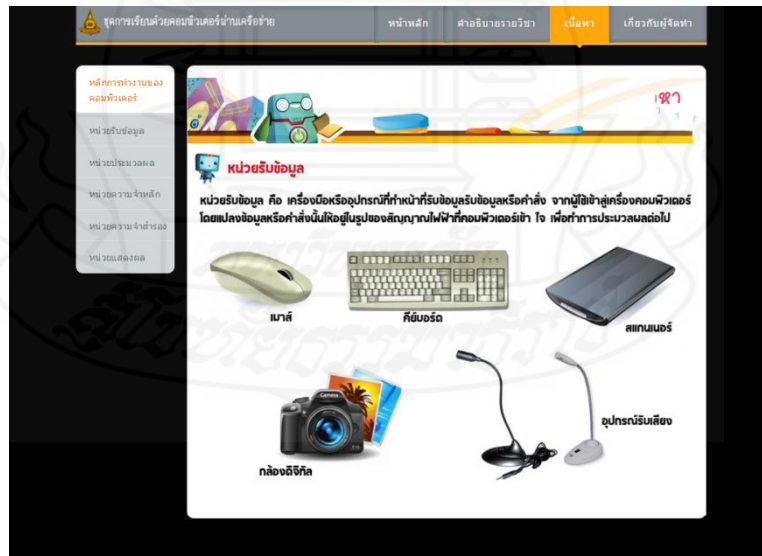 ชุดการเรียนด้วยคอมพิวเตอร์ผ่านเครือข่าย
หน้าหลัก
คำอธิบายรายวิชา
เนื้อหา
เกี่ยวกับผู้จัดทำ
หลักการทำงานของ
คอมพิวเตอร์
หน่วยรับข้อมูล
หน่วยประมวลผล
หน่วยความจำหลัก
หน่วยความจำสำรอง
หน่วยแสดงผล
หน่วยรับข้อมูล
หน่วยรับข้อมูล คือ เครื่องมือหรืออุปกรณ์ที่ทำหน้าที่รับข้อมูลรับข้อมูลหรือคำสั่ง จากผู้ใช้เข้าสู่เครื่องคอมพิวเตอร์
โดยแปลงข้อมูลหรือคำสั่งนั้นให้อยู่ในรูปของสัญญาณไฟฟ้าที่คอมพิวเตอร์เข้า ใจ เพื่อทำการประมวลผลต่อไป
เมาส์
คีย์บอร์ด
สแกนเนอร์
Camera
กล้องดิจิทัล
อุปกรณ์รับเสียง